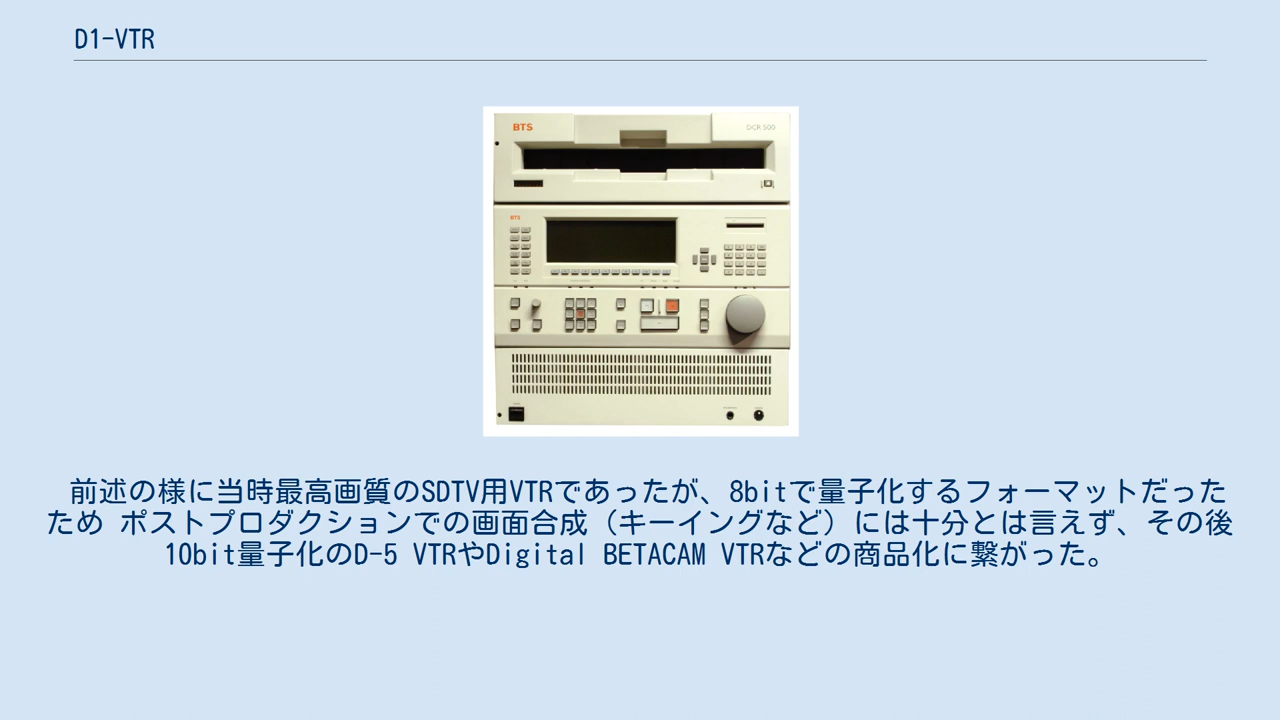 D1-VTR
BTS
DCR 500
BTS
前述の様に当時最高画質のSDTV用VTRであったが、8bitで量子化するフォーマットだった
ため ポストプロダクションでの画面合成（キーイングなど）には十分とは言えず、その後
10bit量子化のD-5 VTRやDigital BETACAM VTRなどの商品化に繋がった。